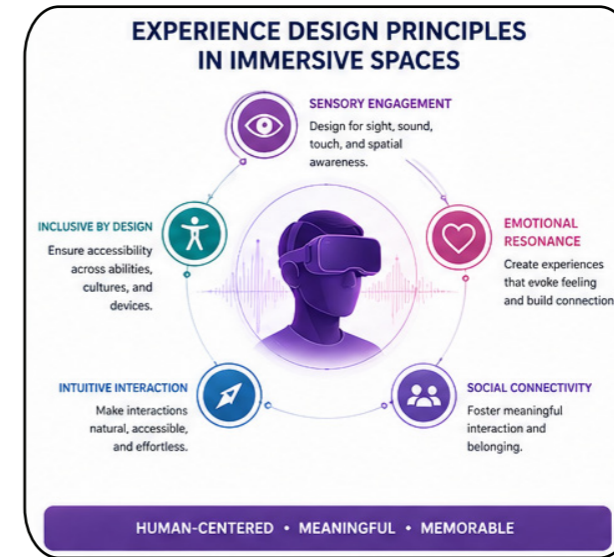 EXPERIENCE DESIGN PRINCIPLES
IN IMMERSIVE SPACES
SENSORY ENGAGEMENT
Design for sight, sound,
touch, and spatial
awareness.
EMOTIONAL
RESONANCE
Create experiences
that evoke feeling
and build connection
SOCIAL CONNECTIVITY
Foster meaningful
interaction and
belonging.
INTUITIVE INTERACTION
Make interactions
natural, accessible,
and effortless.
INCLUSIVE BY DESIGN
Ensure accessibility
across abilities,
cultures, and
devices.
HUMAN-CENTERED • MEANINGFUL • MEMORABLE